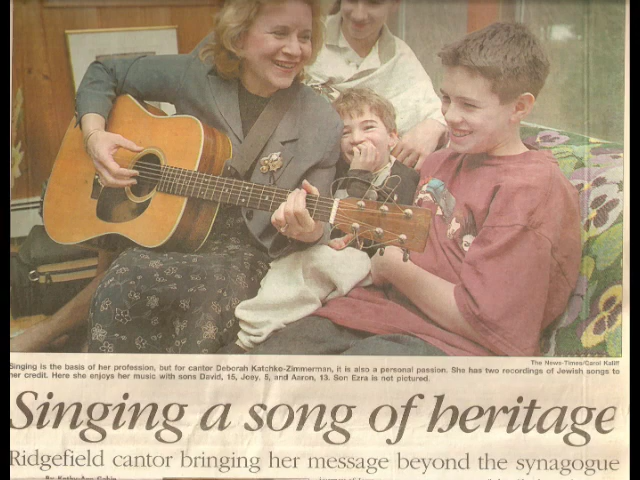 The News-Times/Carol Kaliff
Singing is the basis of her profession, but for cantor Deborah Katchko-Zimmerman, it is also a personal passion. She has two recordings of Jewish songs to
her credit. Here she enjoys her music with sons David, 15, Joey, 5, and Aaron, 13. Son Ezra is not pictured.
Singing a song of heritage
Ridgefield cantor bringing her message beyond the synagogue